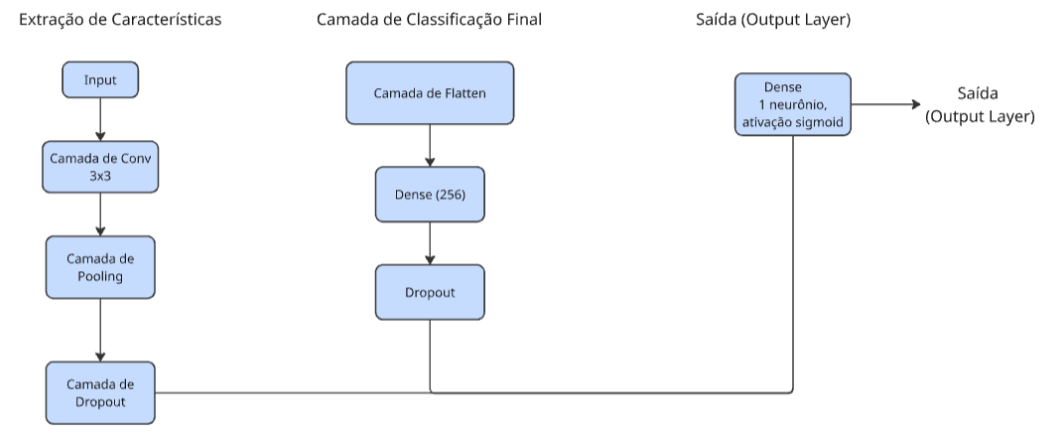 Extração de Características
Input
Camada de Conv
3x3
Camada de
Pooling
Camada de
Dropout
Camada de Classificação Final
Camada de Flatten
Dense (256)
Dropout
Saída (Output Layer)
Dense
1 neurônio,
ativação sigmoid
Saída
(Output Layer)